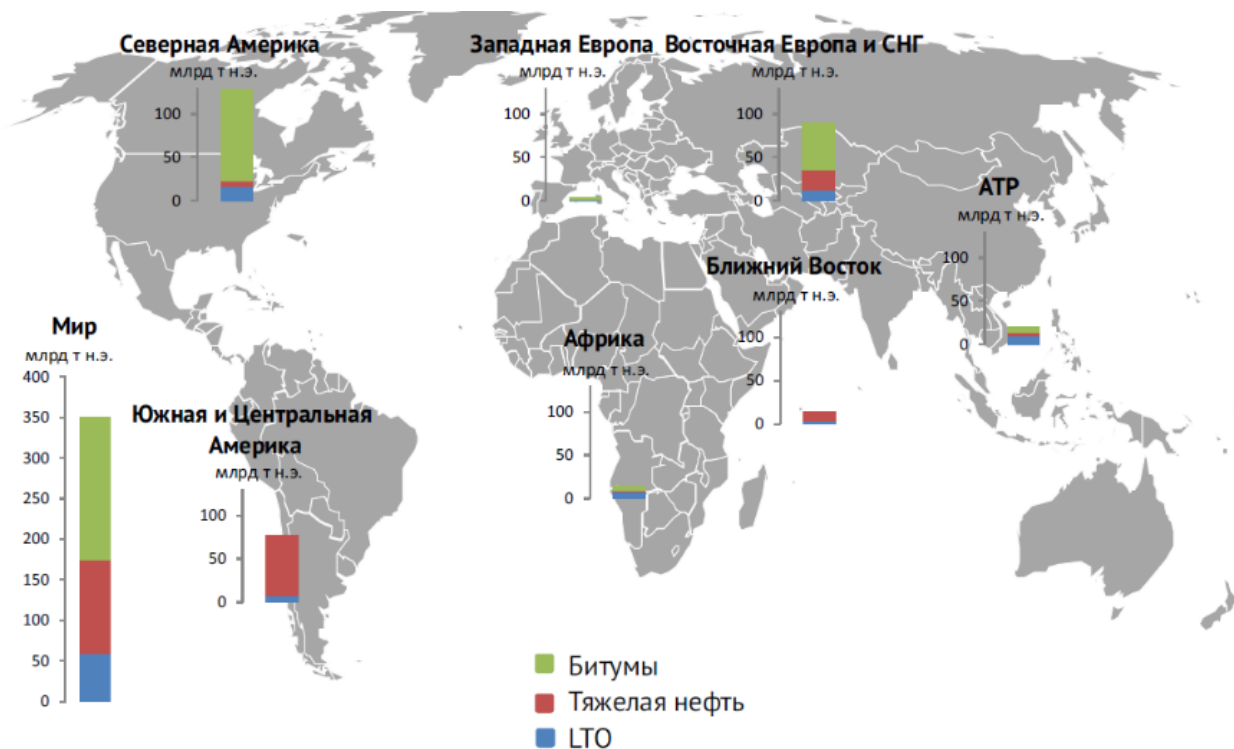 Северная Америка
млрд т н.э.
100
50
0
Западная Европа
млрд т н.э.
100
50
0
Восточная Европа и СНГ
млрд т н.э.
100
50
0
АТР
млрд т н.э.
100
50
0
Ближний Восток
млрд т н.э.
100
50
0
Африка
млрд т н.э.
100
50
0
Мир
млрд т н.э.
400
350
300
250
200
150
100
50
0
Южная и Центральная
Америка
млрд т н.э.
100
50
0
Битумы
Тяжелая нефть
LTO